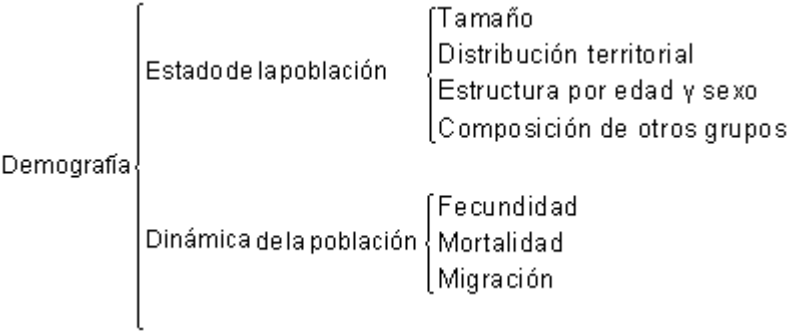 Demografía
Estado de la población
Tamaño
Distribución territorial
Estructura por edad y sexo
Composición de otros grupos
Dinámica de la población
Fecundidad
Mortalidad
Migración